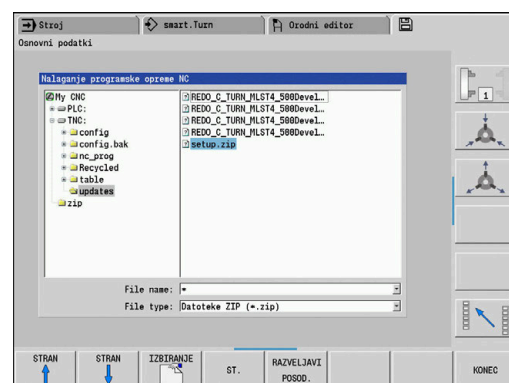 Stroj
smart.Turn
Orodni editor
Osnovni podatki
Nalaganje programske opreme NC
My CNC
PLC:
TNC:
config
config.bak
nc_prog
Recycled
table
updates
zip
REDO_C_TURN_MLST4_500Devel...
REDO_C_TURN_MLST4_500Devel...
REDO_C_TURN_MLST4_500Devel...
REDO_C_TURN_MLST4_500Devel...
setup.zip
1
File name: *
File type: Datoteke ZIP (*.zip)
STRAN
STRAN
IZBIRANJE
ST.
RAZVELJAVI
POSOD.
KONEC